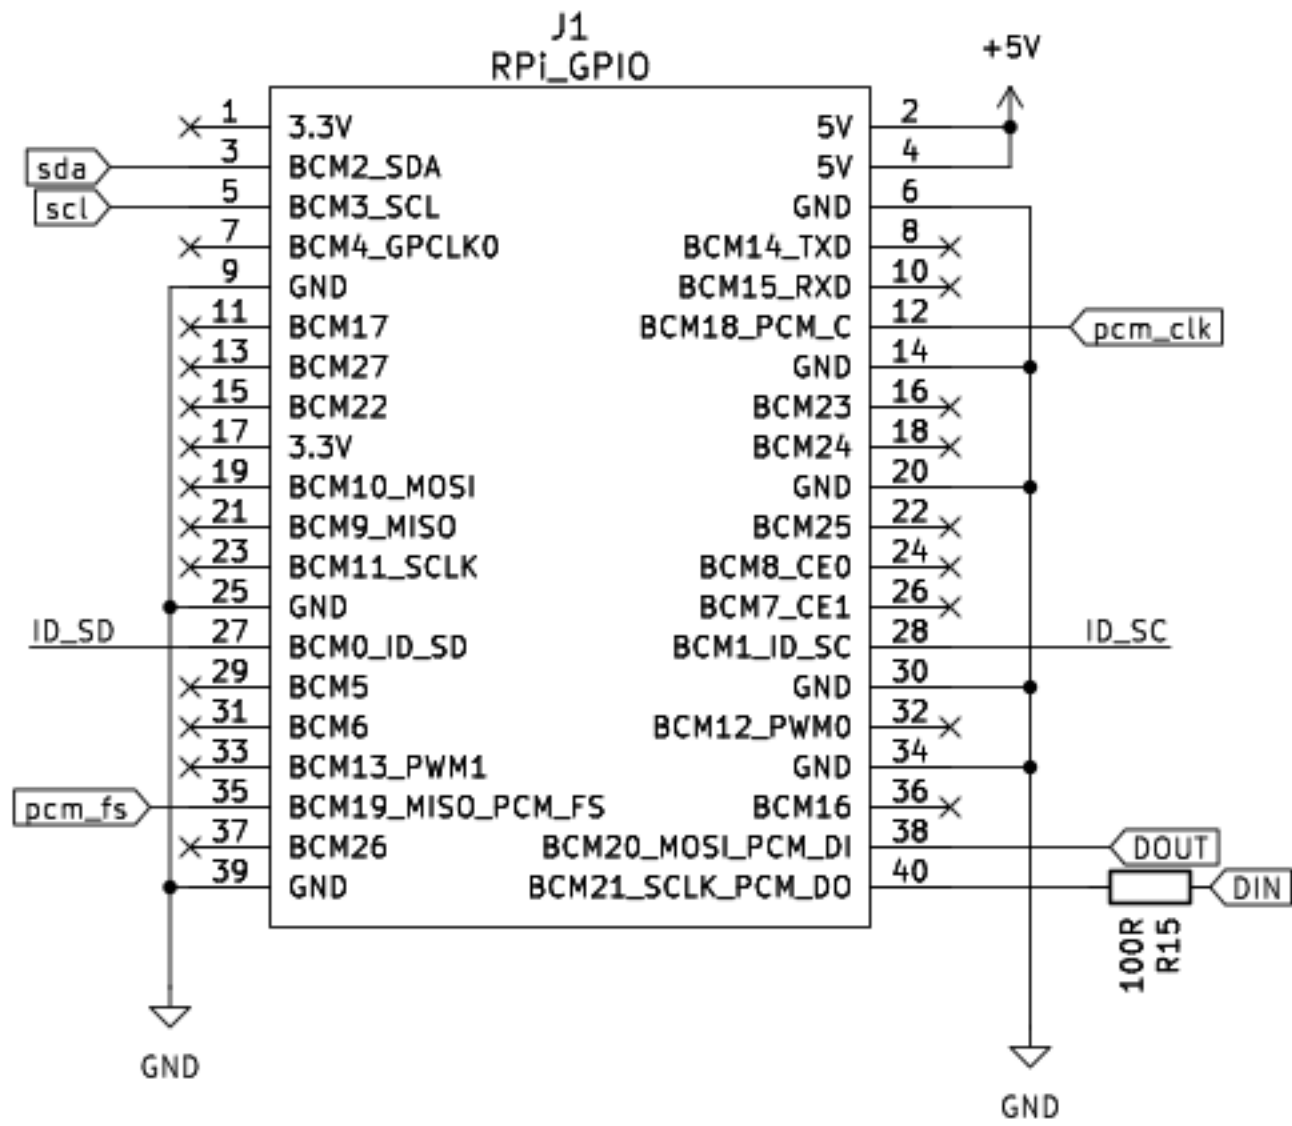 J1
RPi_GPIO
+5V
1 3.3V 5V 2
sda 3 BCM2_SDA 5V 4
scl 5 BCM3_SCL GND 6
7 BCM4_GPCLK0 BCM14_TXD 8
9 GND BCM15_RXD 10
11 BCM17 BCM18_PCM_C 12 pcm_clk
13 BCM27 GND 14
15 BCM22 BCM23 16
17 3.3V BCM24 18
19 BCM10_MOSI GND 20
21 BCM9_MISO BCM25 22
23 BCM11_SCLK BCM8_CE0 24
25 GND BCM7_CE1 26
ID_SD 27 BCM0_ID_SD BCM1_ID_SC 28 ID_SC
29 BCM5 GND 30
31 BCM6 BCM12_PWM0 32
33 BCM13_PWM1 GND 34
pcm_fs 35 BCM19_MISO_PCM_FS BCM16 36
37 BCM26 BCM20_MOSI_PCM_DI 38 DOUT
39 GND BCM21_SCLK_PCM_DO 40 DIN
100R
R15
GND
GND